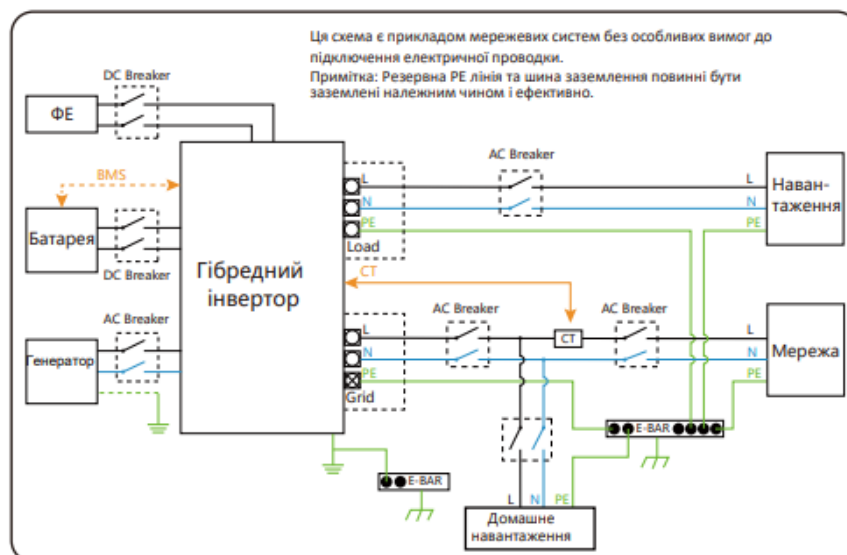 Ця схема є прикладом мережевих систем без особливих вимог до
підключення електричної проводки.
Примітка: Резервна PE лінія та шина заземлення повинні бути
заземлені належним чином і ефективно.
DC Breaker
ФЕ
BMS
Батарея
DC Breaker
AC Breaker
Генератор
Гібредний
інвертор
L
N
PE
Load
AC Breaker
L
N
PE
Наван-
таження
CT
AC Breaker
AC Breaker
L
N
PE
Grid
CT
L
N
PE
Мережа
E-BAR
E-BAR
L
N
PE
Домашне
навантаження